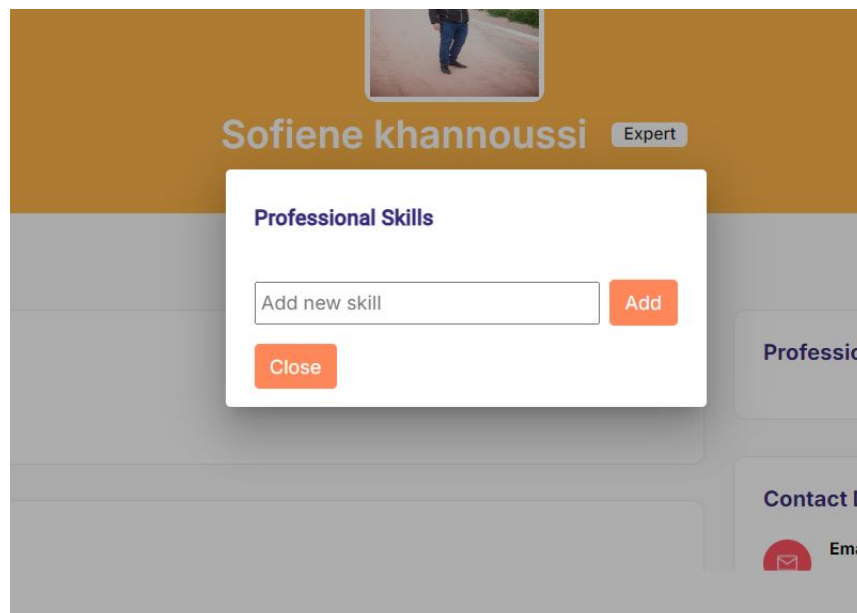 Sofiene khannoussi Expert
Professional Skills
Add new skill Add
Close
Professio
Contact
Ema